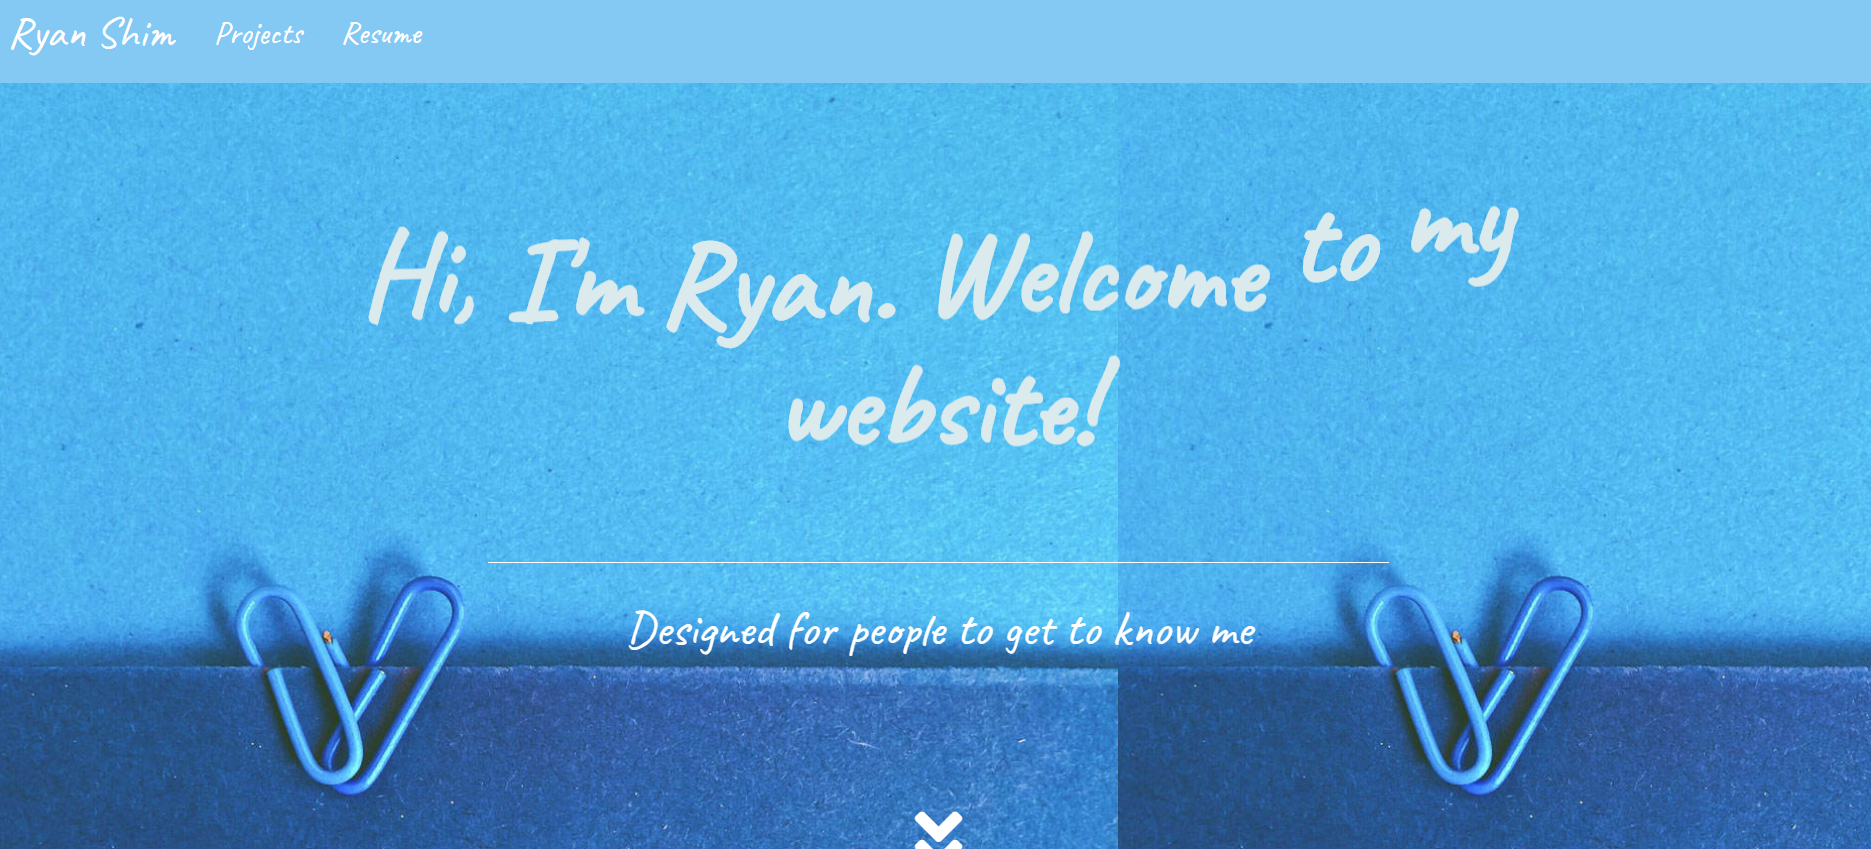 Ryan Shim Projects Resume
Hi, I'm Ryan. Welcome to my
website!
Designed for people to get to know me